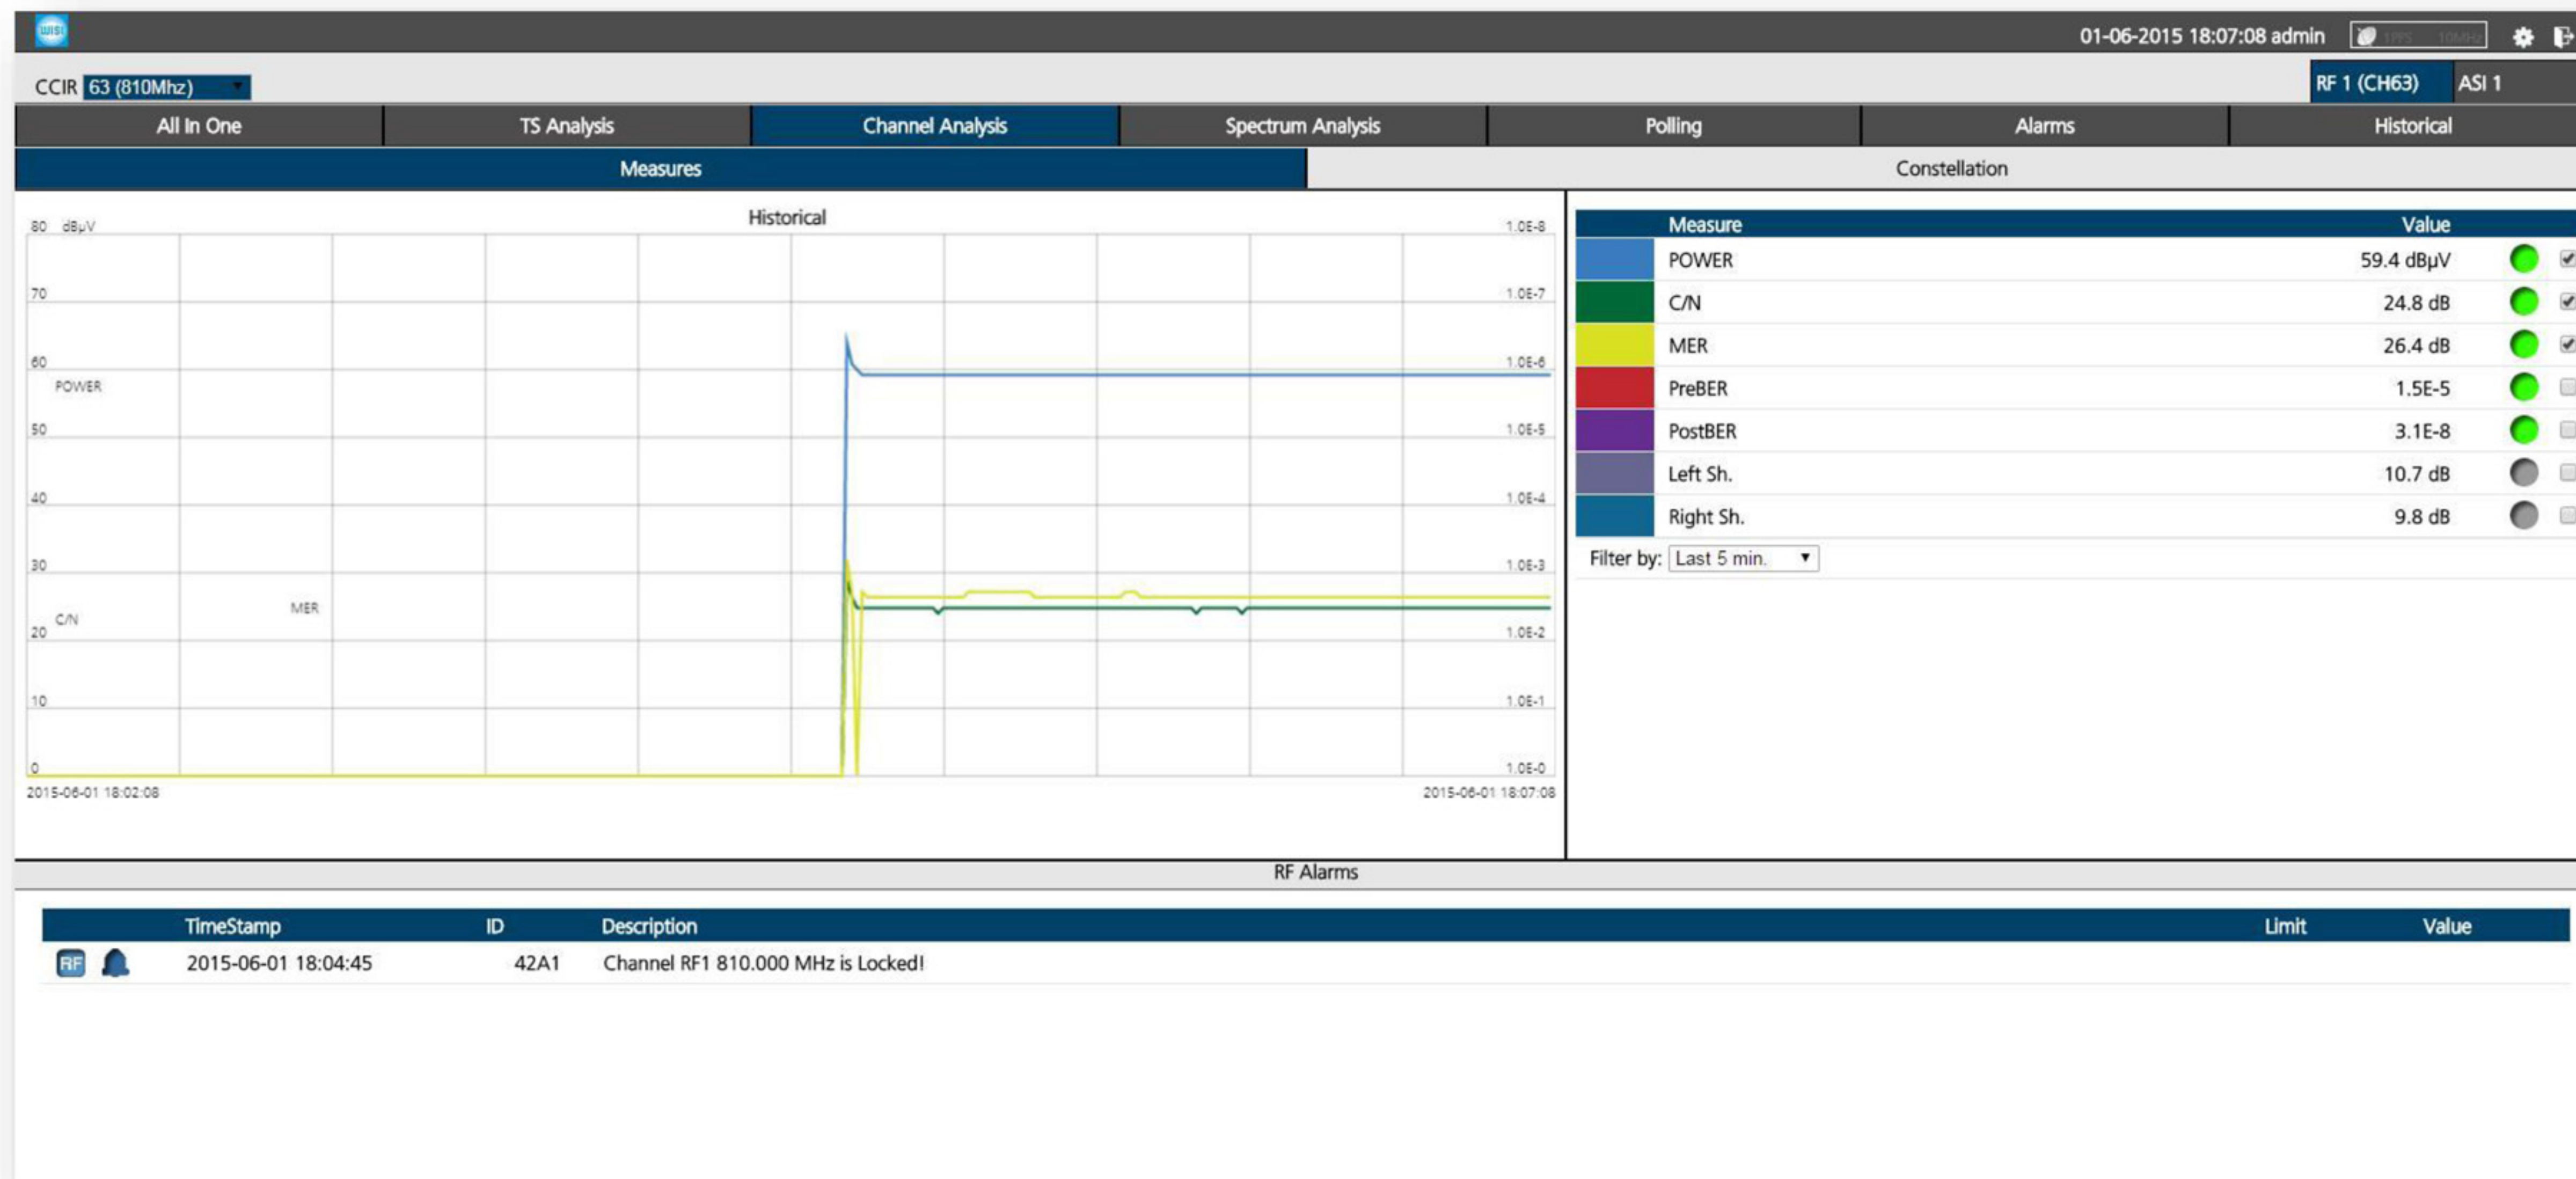 WISI
01-06-2015 18:07:08 admin 1PPS 10MHz
CCIR 63 (810Mhz)
RF 1 (CH63) ASI 1
All In One TS Analysis Channel Analysis Spectrum Analysis Polling Alarms Historical
Measures Constellation
Historical
80 dBµV 1.0E-8
70 1.0E-7
60 1.0E-6
POWER
50 1.0E-5
40 1.0E-4
30 1.0E-3
C/N MER
20 1.0E-2
10 1.0E-1
0 1.0E-0
2015-06-01 18:02:08 2015-06-01 18:07:08
Measure Value
POWER 59.4 dBµV
C/N 24.8 dB
MER 26.4 dB
PreBER 1.5E-5
PostBER 3.1E-8
Left Sh. 10.7 dB
Right Sh. 9.8 dB
Filter by: Last 5 min.
RF Alarms
TimeStamp ID Description Limit Value
RF 2015-06-01 18:04:45 42A1 Channel RF1 810.000 MHz is Locked!